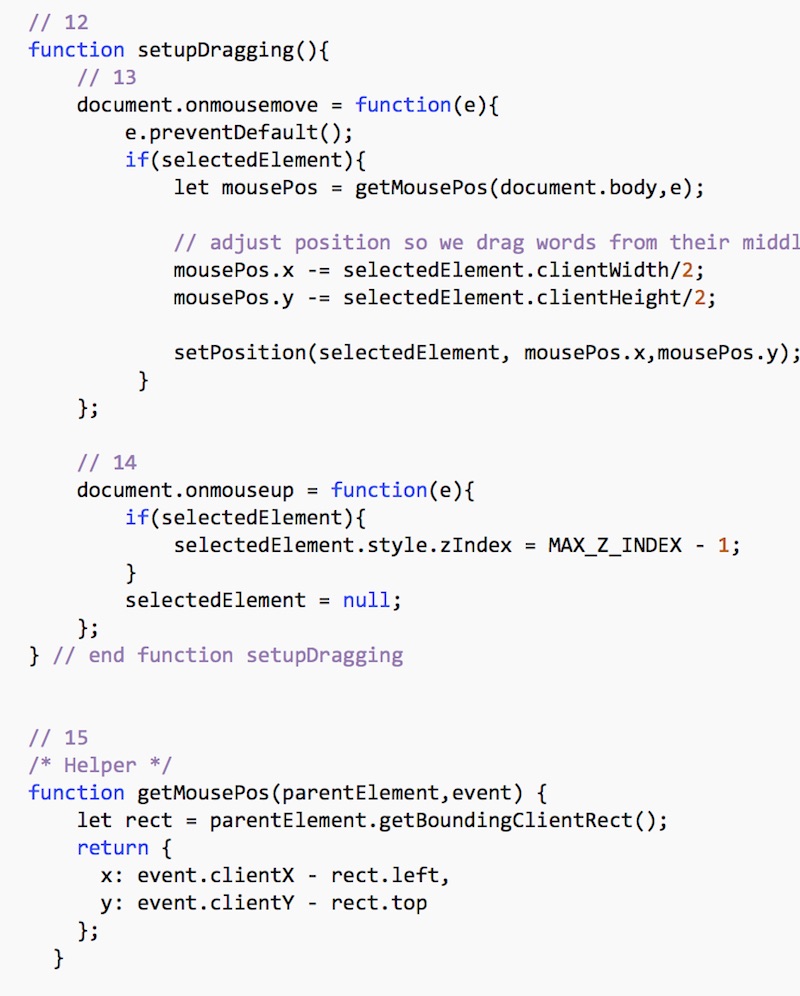 // 12
function setupDragging(){
// 13
document.onmousemove = function(e){
e.preventDefault();
if(selectedElement){
let mousePos = getMousePos(document.body,e);
// adjust position so we drag words from their middl
mousePos.x -= selectedElement.clientWidth/2;
mousePos.y -= selectedElement.clientHeight/2;
setPosition(selectedElement, mousePos.x,mousePos.y);
}
};
// 14
document.onmouseup = function(e){
if(selectedElement){
selectedElement.style.zIndex = MAX_Z_INDEX - 1;
}
selectedElement = null;
};
} // end function setupDragging
// 15
/* Helper */
function getMousePos(parentElement,event) {
let rect = parentElement.getBoundingClientRect();
return {
x: event.clientX - rect.left,
y: event.clientY - rect.top
};
}